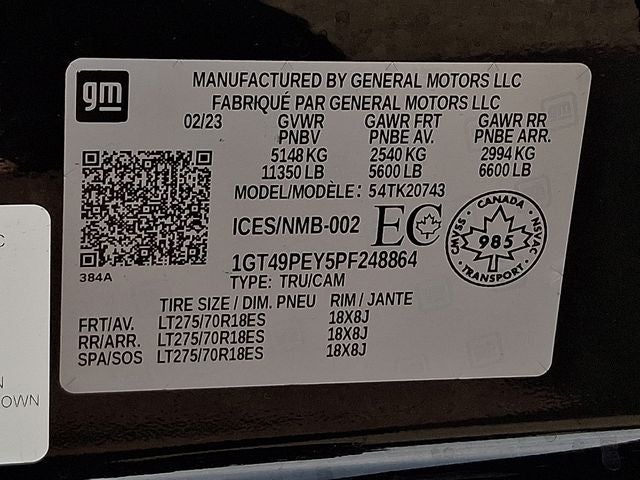 gm
MANUFACTURED BY GENERAL MOTORS LLC
FABRIQUÉ PAR GENERAL MOTORS LLC
02/23 GVWR GAWR FRT GAWR RR
PNBV PNBE AV. PNBE ARR.
5148 KG 2540 KG 2994 KG
11350 LB 5600 LB 6600 LB
MODEL/MODÈLE: 54TK20743
ICES/NMB-002 EC
CANADA
CMVSS 985 NSVAC
TRANSPORT
384A
1GT49PEY5PF248864
TYPE: TRU/CAM
TIRE SIZE / DIM. PNEU RIM / JANTE
FRT/AV. LT275/70R18ES 18X8J
RR/ARR. LT275/70R18ES 18X8J
SPA/SOS LT275/70R18ES 18X8J
C
N
OWN